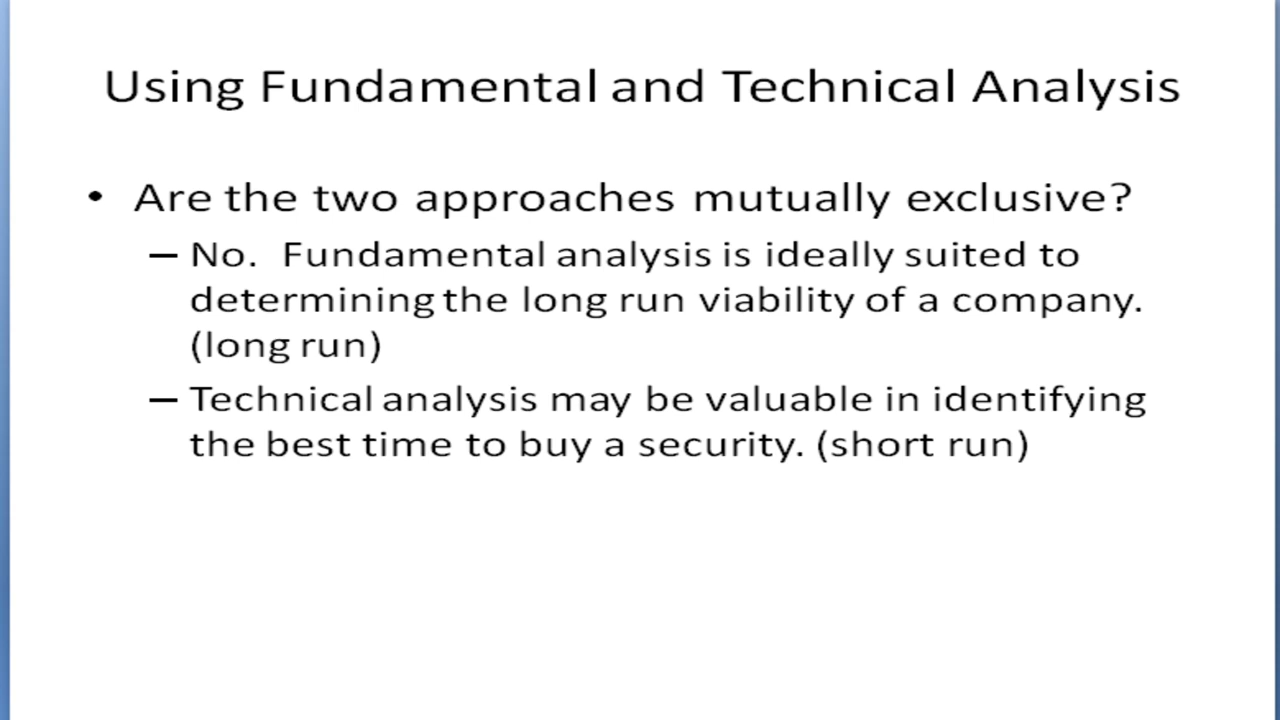 Using Fundamental and Technical Analysis
• Are the two approaches mutually exclusive?
– No.  Fundamental analysis is ideally suited to
determining the long run viability of a company.
(long run)
– Technical analysis may be valuable in identifying
the best time to buy a security. (short run)